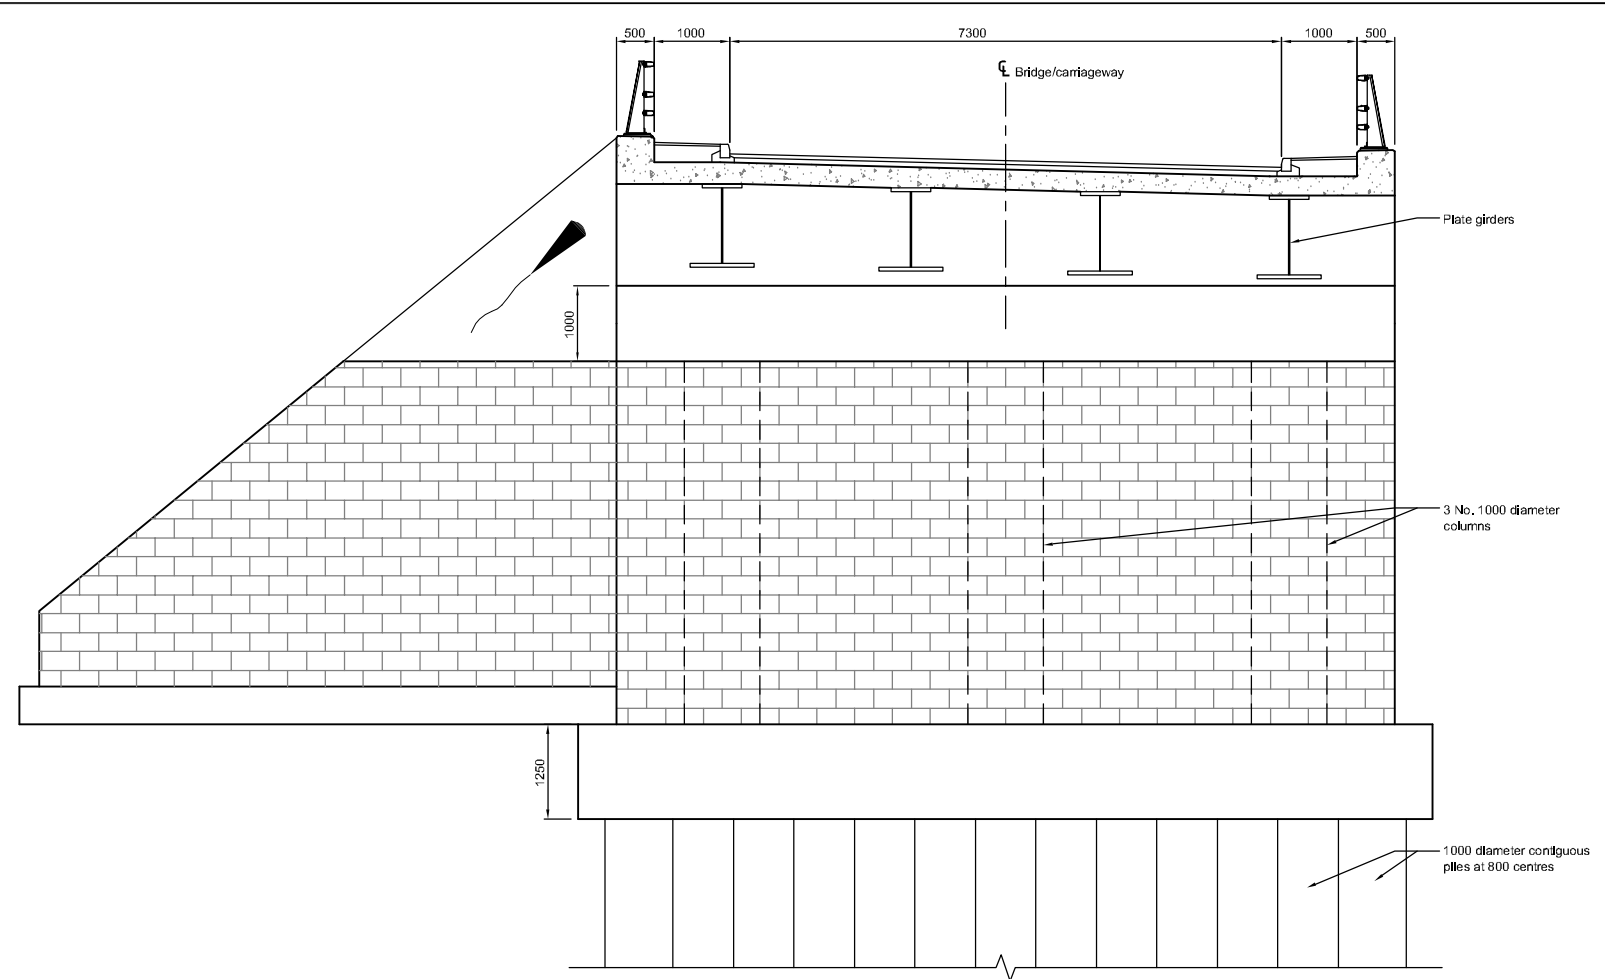 500 1000 7300 1000 500
℄ Bridge/carriageway
Plate girders
1000
3 No. 1000 diameter
columns
1250
1000 diameter contiguous
piles at 800 centres